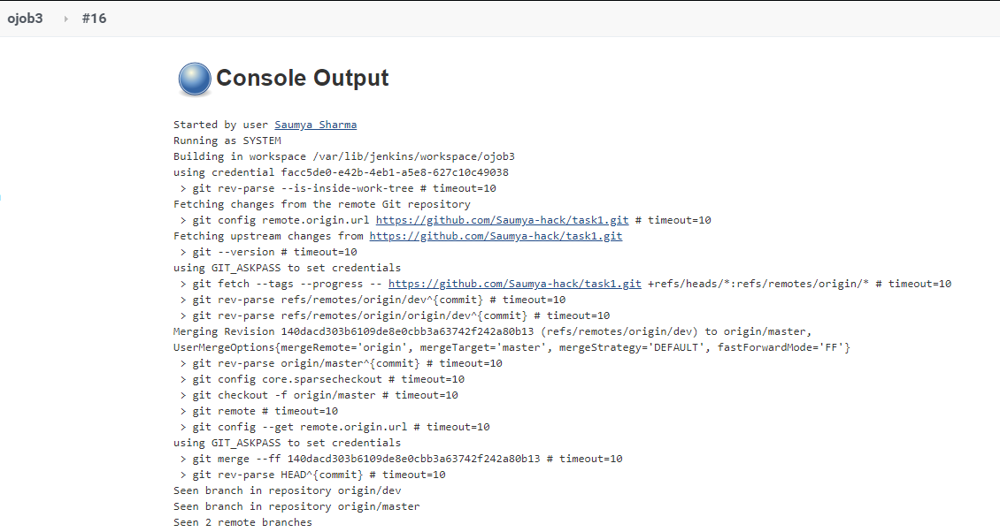 ojob3 #16
Console Output
Started by user Saumya Sharma
Running as SYSTEM
Building in workspace /var/lib/jenkins/workspace/ojob3
using credential facc5de0-e42b-4eb1-a5e8-627c10c49038
> git rev-parse --is-inside-work-tree # timeout=10
Fetching changes from the remote Git repository
> git config remote.origin.url https://github.com/Saumya-hack/task1.git # timeout=10
Fetching upstream changes from https://github.com/Saumya-hack/task1.git
> git --version # timeout=10
using GIT_ASKPASS to set credentials
> git fetch --tags --progress -- https://github.com/Saumya-hack/task1.git +refs/heads/*:refs/remotes/origin/* # timeout=10
> git rev-parse refs/remotes/origin/dev^{commit} # timeout=10
> git rev-parse refs/remotes/origin/origin/dev^{commit} # timeout=10
Merging Revision 140dacd303b6109de8e0cbb3a63742f242a80b13 (refs/remotes/origin/dev) to origin/master,
UserMergeOptions{mergeRemote='origin', mergeTarget='master', mergeStrategy='DEFAULT', fastForwardMode='FF'}
> git rev-parse origin/master^{commit} # timeout=10
> git config core.sparsecheckout # timeout=10
> git checkout -f origin/master # timeout=10
> git remote # timeout=10
> git config --get remote.origin.url # timeout=10
using GIT_ASKPASS to set credentials
> git merge --ff 140dacd303b6109de8e0cbb3a63742f242a80b13 # timeout=10
> git rev-parse HEAD^{commit} # timeout=10
Seen branch in repository origin/dev
Seen branch in repository origin/master
Seen 2 remote branches